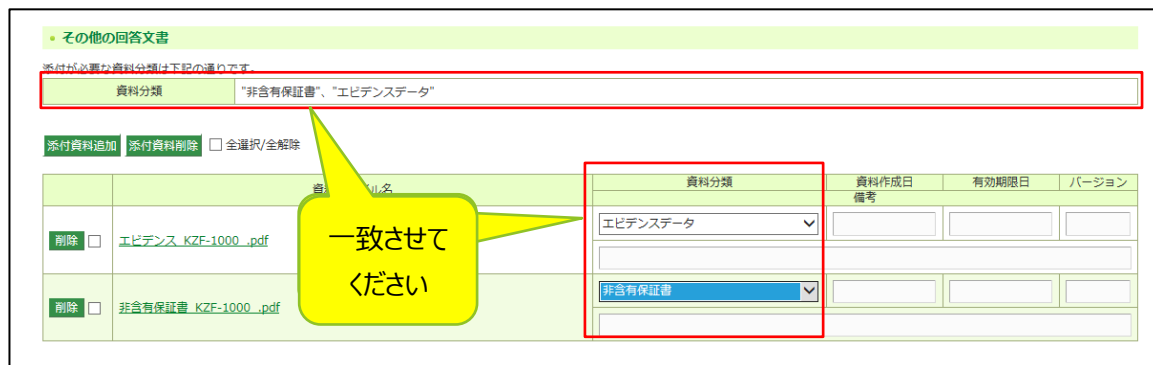 その他の回答文書
添付が必要な資料分類は下記の通りです。
資料分類 "非含有保証書"、"エビデンスデータ"
添付資料追加 添付資料削除 全選択/全解除
資料分類 資料作成日 有効期限日 バージョン
備考
一致させて
ください
削除 エビデンス_KZF-1000_.pdf エビデンスデータ
削除 非含有保証書_KZF-1000_.pdf 非含有保証書